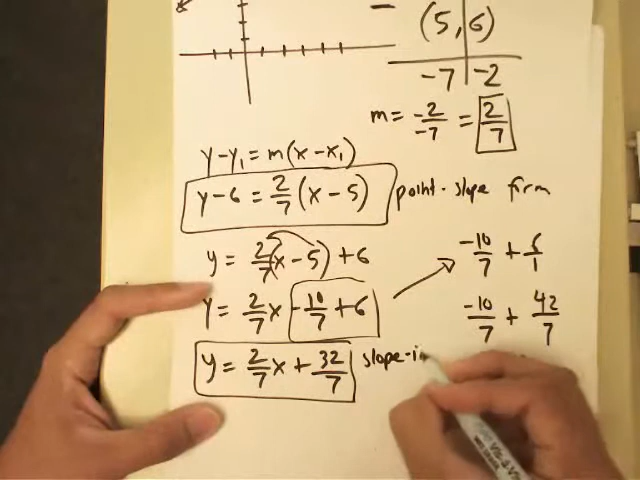 (5, 6)
-7 -2
m = -2/-7 = 2/7
y-y₁ = m(x-x₁)
y-6 = 2/7(x-5) point-slope form
y = 2/7(x-5)+6
-10/7 + 6/1
y = 2/7x -10/7 +6
-10/7 + 42/7
y = 2/7x + 32/7 slope-in